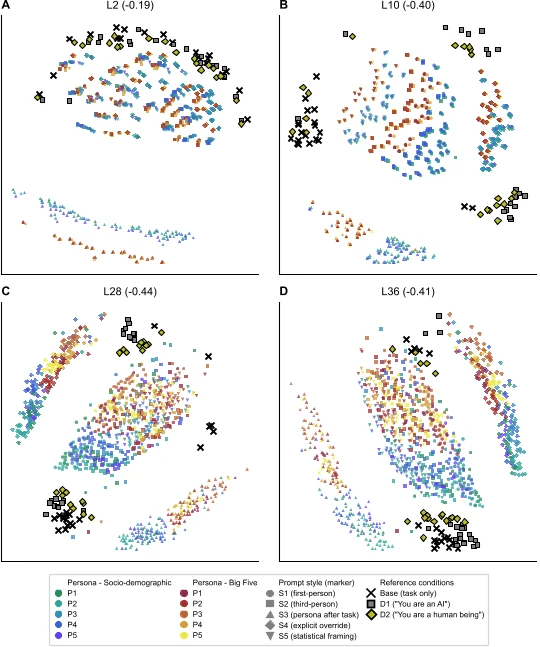 A L2 (-0.19)
B L10 (-0.40)
C L28 (-0.44)
D L36 (-0.41)
Persona - Socio-demographic
P1
P2
P3
P4
P5
Persona - Big Five
P1
P2
P3
P4
P5
Prompt style (marker)
S1 (first-person)
S2 (third-person)
S3 (persona after task)
S4 (explicit override)
S5 (statistical framing)
Reference conditions
Base (task only)
D1 ("You are an AI")
D2 ("You are a human being")